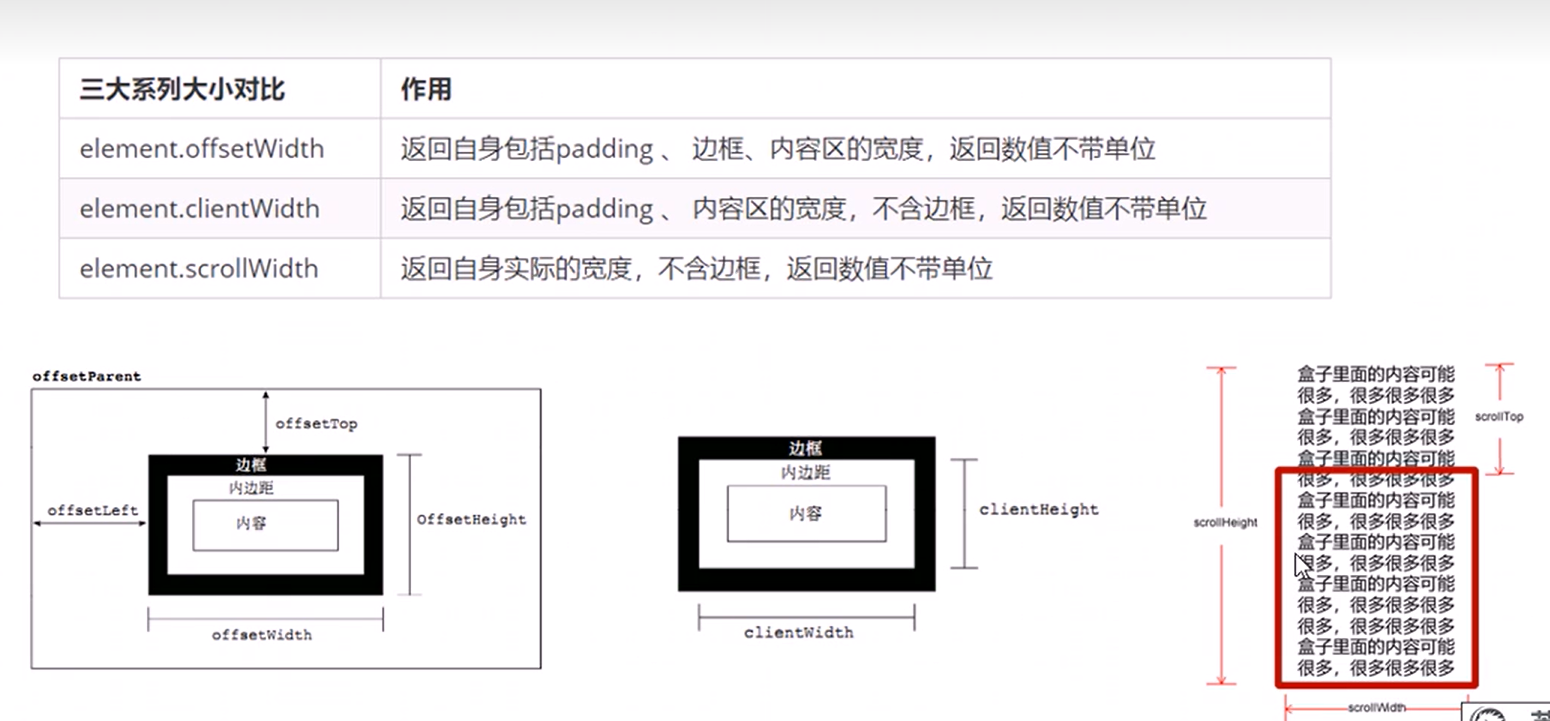 三大系列大小对比 作用
element.offsetWidth 返回自身包括padding 、 边框、内容区的宽度，返回数值不带单位
element.clientWidth 返回自身包括padding 、 内容区的宽度，不含边框，返回数值不带单位
element.scrollWidth 返回自身实际的宽度，不含边框，返回数值不带单位
offsetParent
offsetTop
边框
内边距
内容
offsetLeft
OffsetHeight
offsetWidth
边框
内边距
内容
clientHeight
clientWidth
盒子里面的内容可能
很多，很多很多很多
盒子里面的内容可能
很多，很多很多很多
盒子里面的内容可能
很多，很多很多很多
盒子里面的内容可能
很多，很多很多很多
盒子里面的内容可能
很多，很多很多很多
盒子里面的内容可能
很多，很多很多很多
很多，很多很多很多
盒子里面的内容可能
很多，很多很多很多
scrollTop
scrollHeight
scrollWidth